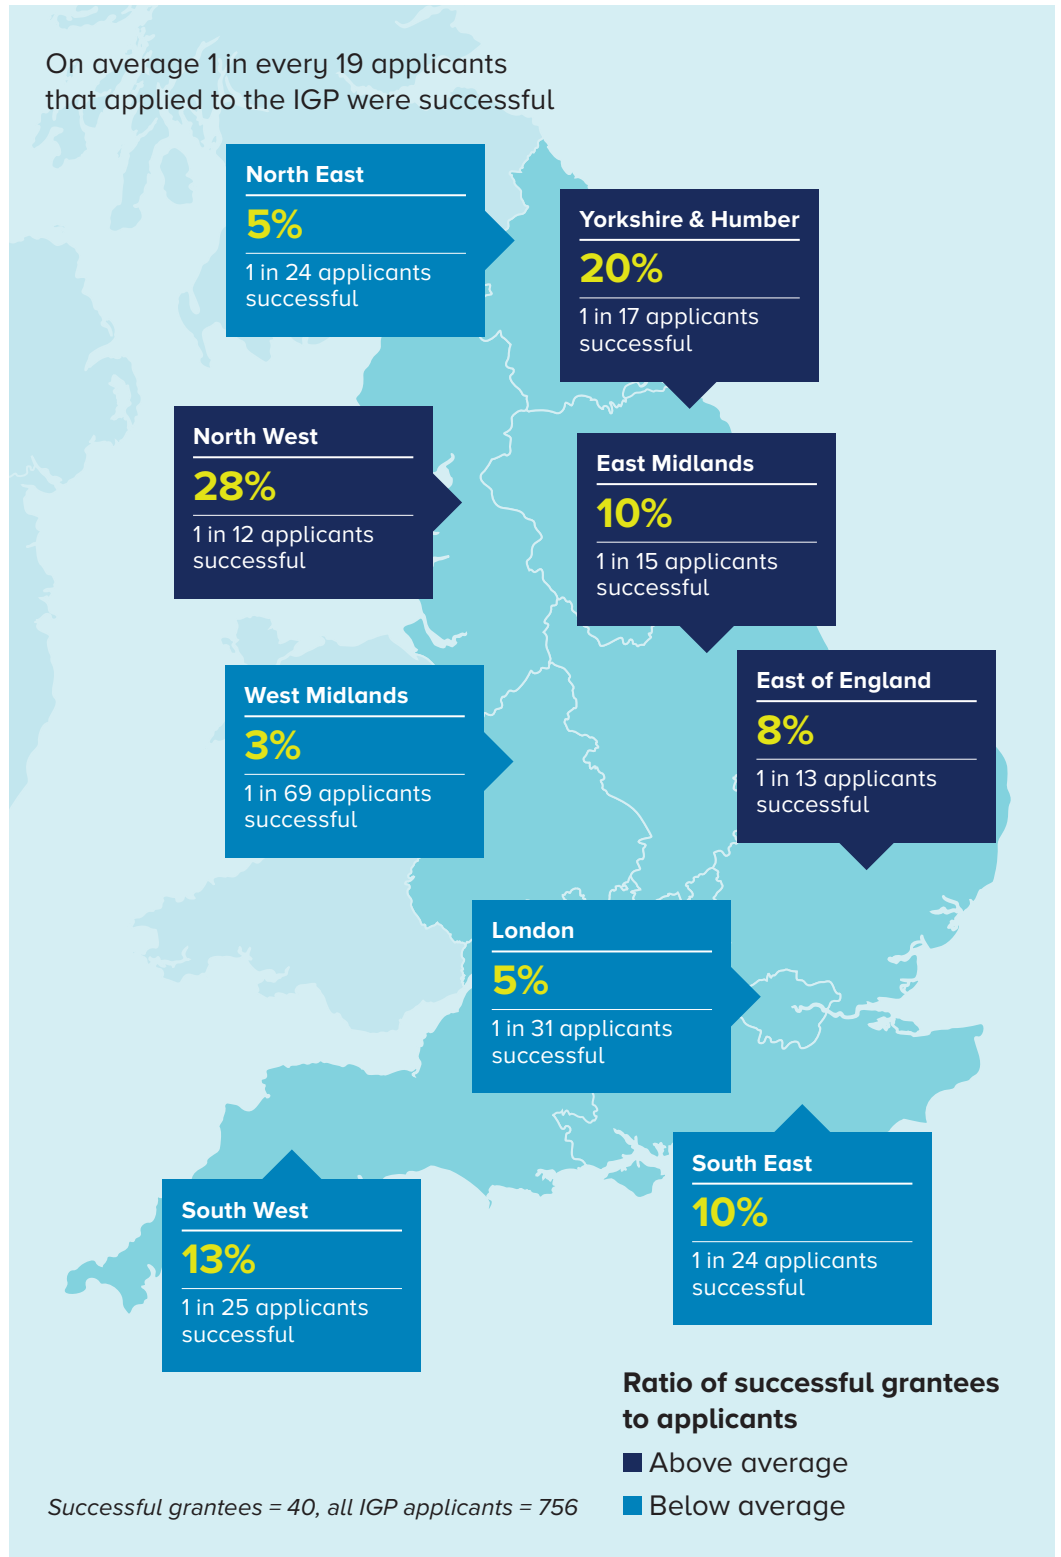 On average 1 in every 19 applicants
that applied to the IGP were successful
North East
5%
1 in 24 applicants
successful
Yorkshire & Humber
20%
1 in 17 applicants
successful
North West
28%
1 in 12 applicants
successful
East Midlands
10%
1 in 15 applicants
successful
East of England
8%
1 in 13 applicants
successful
West Midlands
3%
1 in 69 applicants
successful
London
5%
1 in 31 applicants
successful
South East
10%
1 in 24 applicants
successful
South West
13%
1 in 25 applicants
successful
Ratio of successful grantees
to applicants
Above average
Below average
Successful grantees = 40, all IGP applicants = 756